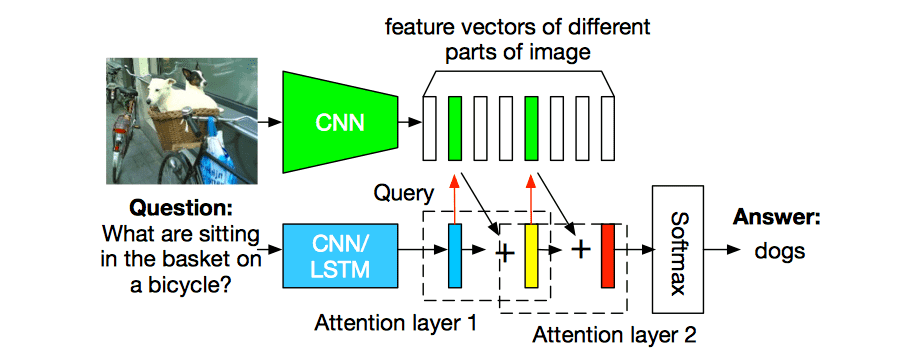 feature vectors of different
parts of image
CNN
Query
Question:
What are sitting
in the basket on
a bicycle?
CNN/
LSTM
+
+
Softmax
Answer:
dogs
Attention layer 1
Attention layer 2